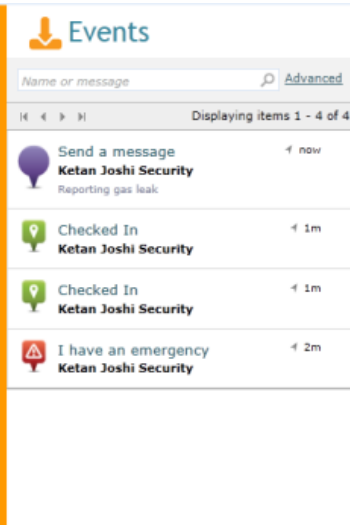 Events
Name or message Advanced
Displaying items 1 - 4 of 4
Send a message now
Ketan Joshi Security
Reporting gas leak
Checked In 1m
Ketan Joshi Security
Checked In 1m
Ketan Joshi Security
I have an emergency 2m
Ketan Joshi Security